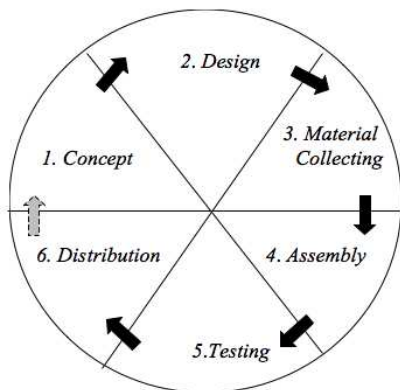 1. Concept
2. Design
3. Material
Collecting
4. Assembly
5.Testing
6. Distribution